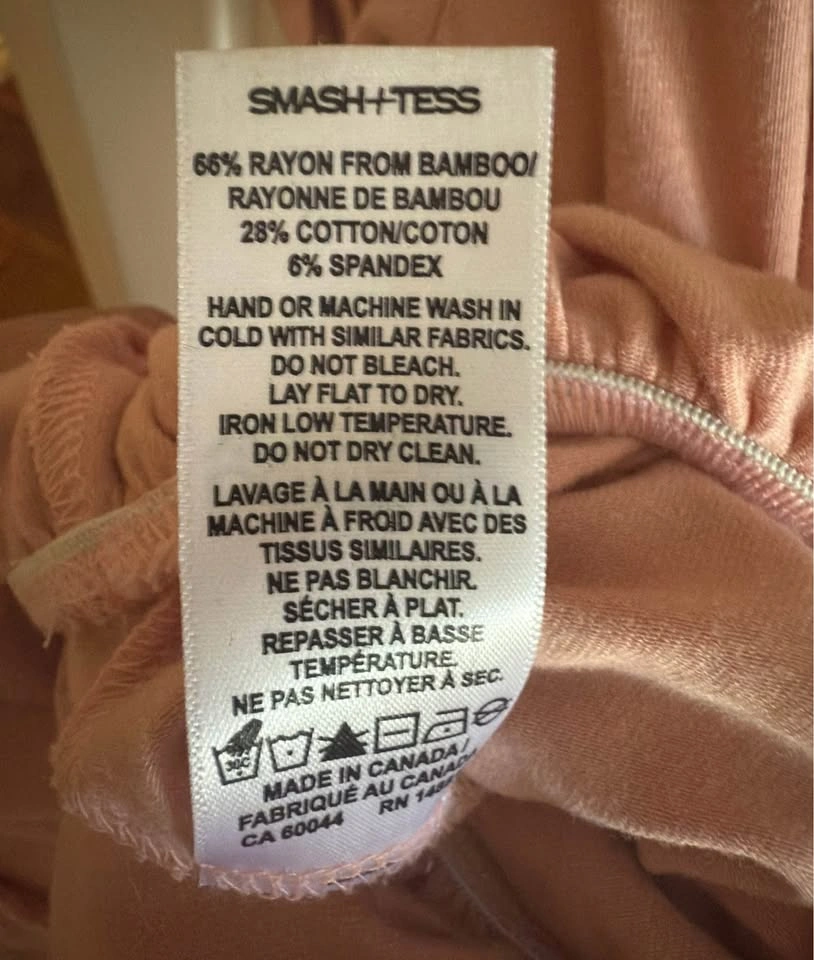 SMASH+TESS
66% RAYON FROM BAMBOO/
RAYONNE DE BAMBOU
28% COTTON/COTON
6% SPANDEX
HAND OR MACHINE WASH IN
COLD WITH SIMILAR FABRICS.
DO NOT BLEACH.
LAY FLAT TO DRY.
IRON LOW TEMPERATURE.
DO NOT DRY CLEAN.
LAVAGE À LA MAIN OU À LA
MACHINE À FROID AVEC DES
TISSUS SIMILAIRES.
NE PAS BLANCHIR.
SÉCHER À PLAT.
REPASSER À BASSE
TEMPÉRATURE.
NE PAS NETTOYER À SEC.
30C
MADE IN CANADA/
FABRIQUÉ AU CANADA
CA 60044 RN